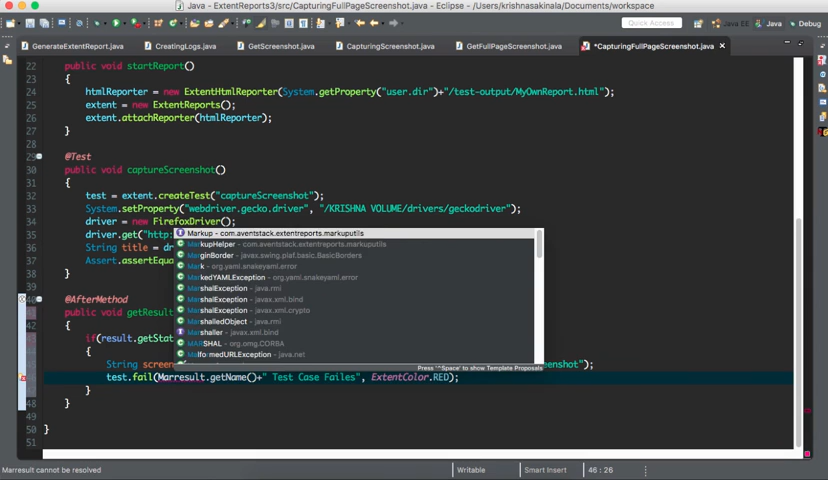 Java - ExtentReports3/src/CapturingFullPageScreenshot.java - Eclipse - /Users/krishnasakinala/Documents/workspace
Quick Access Java EE Java Debug
GenerateExtentReport.java CreatingLogs.java GetScreenshot.java CapturingScreenshot.java GetFullPageScreenshot.java *CapturingFullPageScreenshot.java
22 public void startReport()
23 {
24 htmlReporter = new ExtentHtmlReporter(System.getProperty("user.dir")+"/test-output/MyOwnReport.html");
25 extent = new ExtentReports();
26 extent.attachReporter(htmlReporter);
27 }
28
29 @Test
30 public void captureScreenshot()
31 {
32 test = extent.createTest("captureScreenshot");
33 System.setProperty("webdriver.gecko.driver", "/KRISHNA VOLUME/drivers/geckodriver");
34 driver = new FirefoxDriver();
35 driver.get("http:
36 String title = dr
37 Assert.assertEqua
38 }
39
40 @AfterMethod
public void getResult
42 {
if(result.getStat
{
String screen enshot");
test.fail(Marresult.getName()+" Test Case Failes", ExtentColor.RED);
}
48 }
49
50 }
51
Markup - com.aventstack.extentreports.markuputils
MarkupHelper - com.aventstack.extentreports.markuputils
MarginBorder - javax.swing.plaf.basic.BasicBorders
Mark - org.yaml.snakeyaml.error
MarkedYAMLException - org.yaml.snakeyaml.error
MarshalException - java.rmi
MarshalException - javax.xml.bind
MarshalException - javax.xml.crypto
MarshalledObject - java.rmi
Marshaller - javax.xml.bind
MARSHAL - org.omg.CORBA
MalformedURLException - java.net
Press '^Space' to show Template Proposals
Marresult cannot be resolved Writable Smart Insert 46 : 26